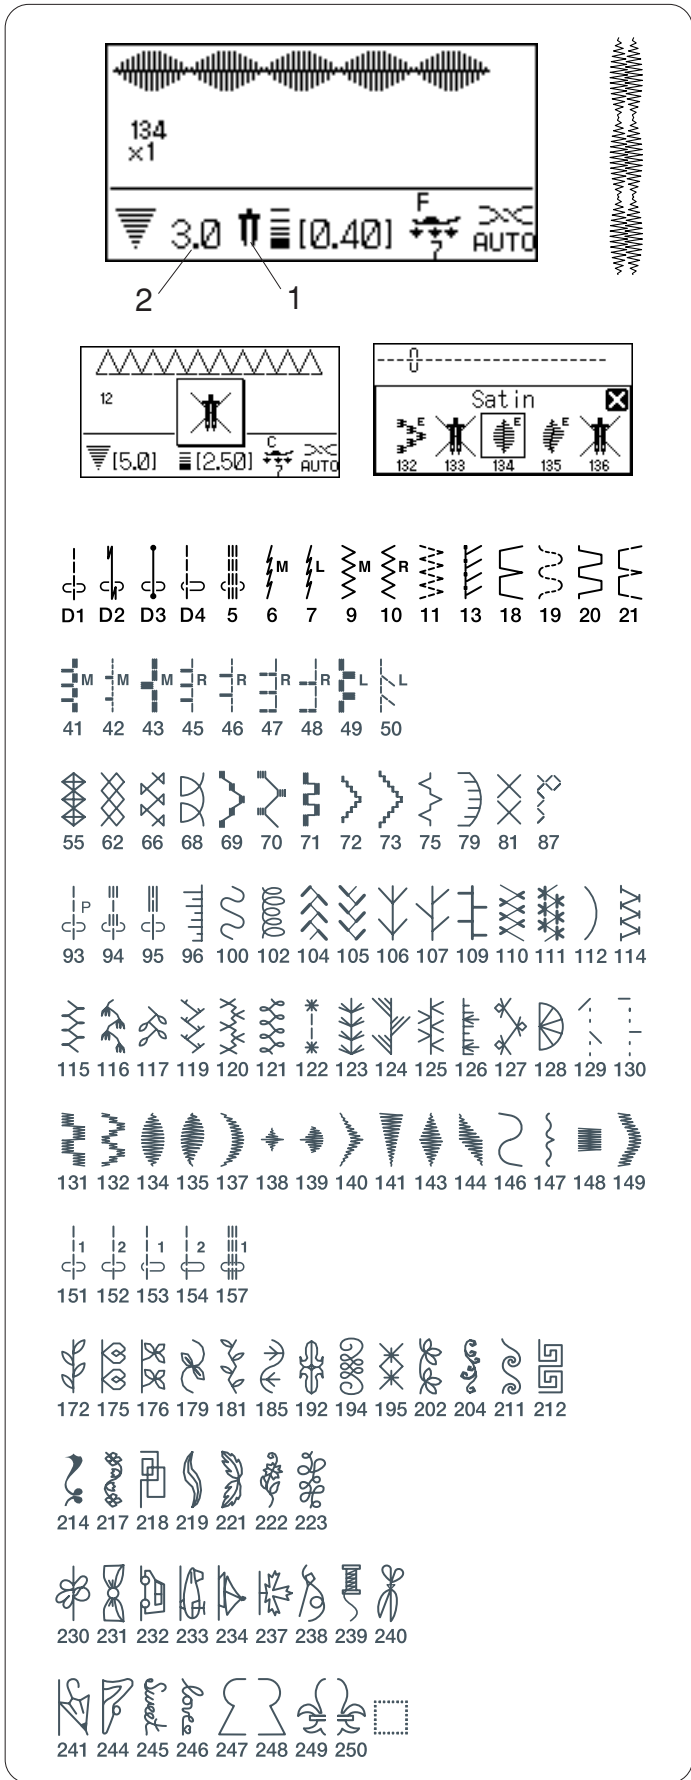 134
×1
F
3.0 [0.40] AUTO
2 1
12
C
[5.0] [2.50] AUTO
Satin
E E E
132 133 134 135 136
M L M R
D1 D2 D3 D4 5 6 7 9 10 11 13 18 19 20 21
M M M R R R R L L
41 42 43 45 46 47 48 49 50
55 62 66 68 69 70 71 72 73 75 79 81 87
P
93 94 95 96 100 102 104 105 106 107 109 110 111 112 114
115 116 117 119 120 121 122 123 124 125 126 127 128 129 130
131 132 134 135 137 138 139 140 141 143 144 146 147 148 149
1 2 1 2 1
151 152 153 154 157
172 175 176 179 181 185 192 194 195 202 204 211 212
214 217 218 219 221 222 223
230 231 232 233 234 237 238 239 240
Sweet love
241 244 245 246 247 248 249 250